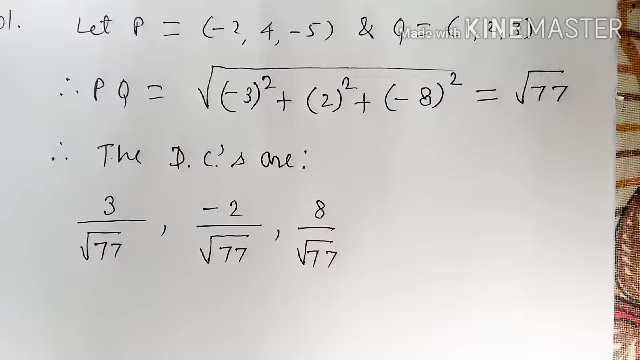 01. Let P = (-2, 4, -5) & Q = (
Made with KINEMASTER
∴ PQ = √((-3)² + (2)² + (-8)²) = √77
∴ The D.C.'s are:
3/√77, -2/√77, 8/√77